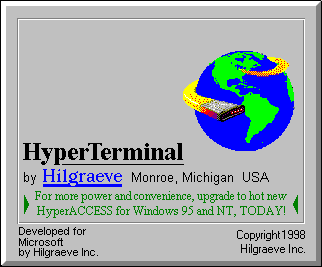 HyperTerminal
by Hilgraeve Monroe, Michigan USA
For more power and convenience, upgrade to hot new
HyperACCESS for Windows 95 and NT, TODAY!
Developed for
Microsoft
by Hilgraeve Inc.
Copyright1998
Hilgraeve Inc.